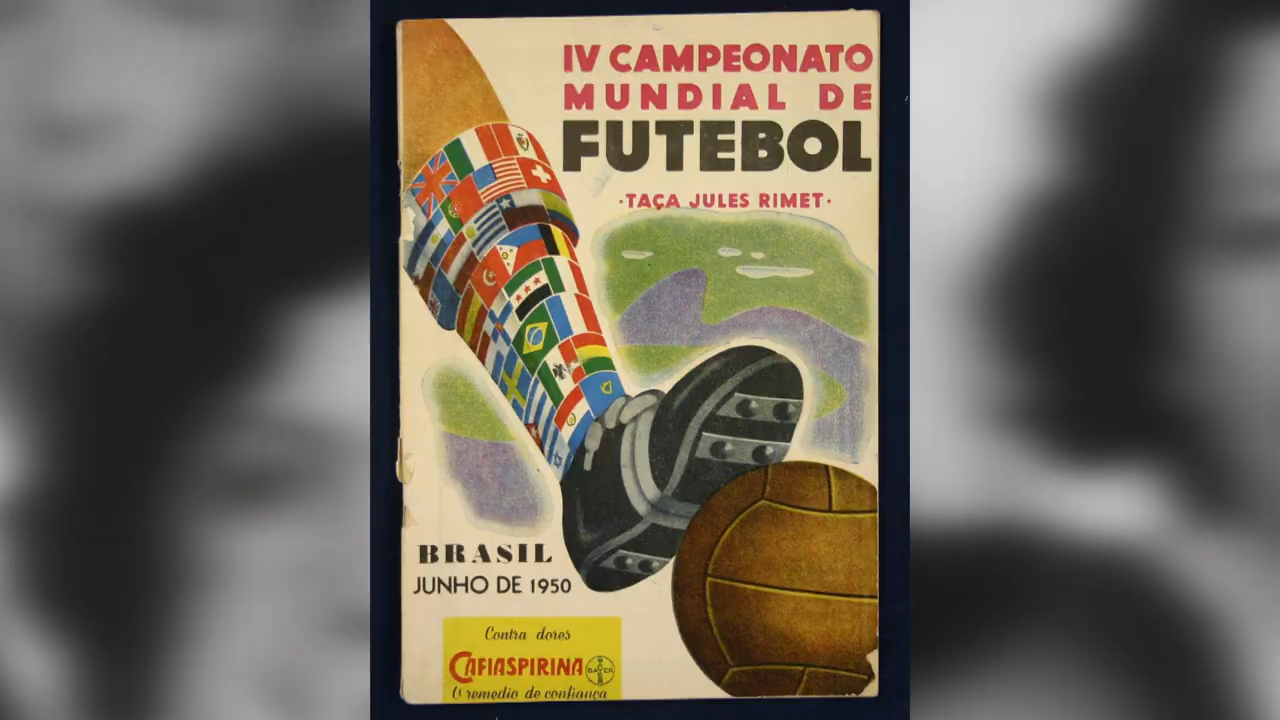 IV CAMPEONATO
MUNDIAL DE
FUTEBOL
·TAÇA JULES RIMET·
BRASIL
JUNHO DE 1950
Contra dores
CAFIASPIRINA
BAYER
O remedio de confiança